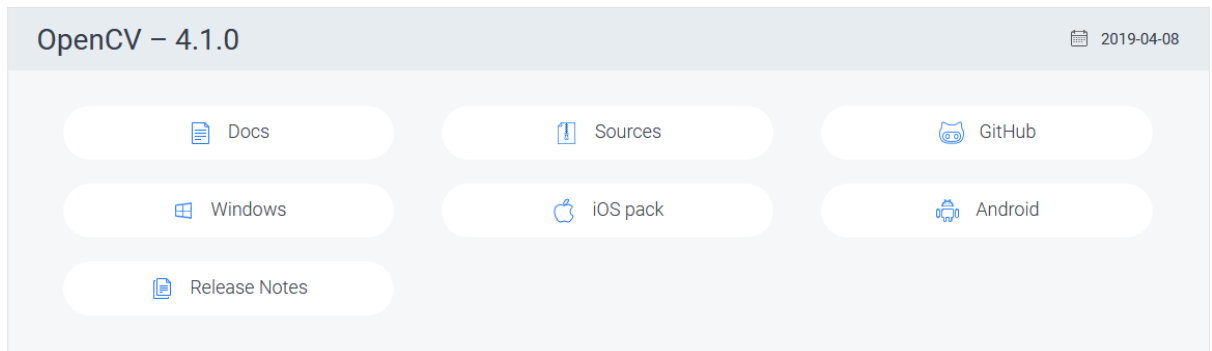 OpenCV – 4.1.0
2019-04-08
Docs
Sources
GitHub
Windows
iOS pack
Android
Release Notes